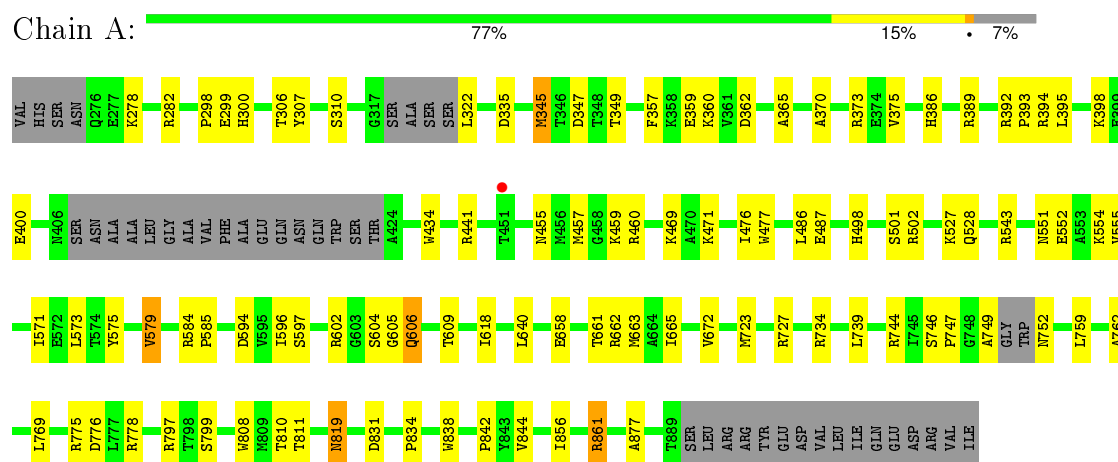 Chain A:
77% 15% • 7%
VAL HIS SER ASN Q276 E277 K278 R282 P298 E299 H300 T306 Y307 S310 G317 SER ALA SER SER L322 D335 M345 T346 D347 T348 T349 F357 K358 E359 K360 V361 D362 A365 A370 R373 E374 V375 H386 R389 R392 P393 R394 L395 K398 E399
E400 N406 SER ASN ALA ALA LEU GLY ALA VAL PHE ALA GLU GLN ASN GLN TRP SER THR A424 W434 R441 T451 N455 M456 M457 G458 K459 R460 K469 A470 K471 I476 W477 L486 E487 H498 S501 R502 K527 Q528 R543 N551 E552 A553 K554 V555
I571 E572 L573 T574 Y575 V579 R584 P585 D594 V595 I596 S597 R602 G603 S604 G605 Q606 T609 I618 L640 E658 T661 R662 M663 A664 I665 V672 M723 R727 R734 L739 R744 I745 S746 P747 G748 A749 GLY TRP N752 L759 A762
L769 R775 D776 L777 R778 R797 T798 S799 W808 M809 T810 T811 N819 D831 P834 W838 P842 Y843 V844 I856 R861 A877 T889 SER LEU ARG ARG TYR GLU ASP VAL LEU ILE GLN GLU ASP ARG VAL ILE